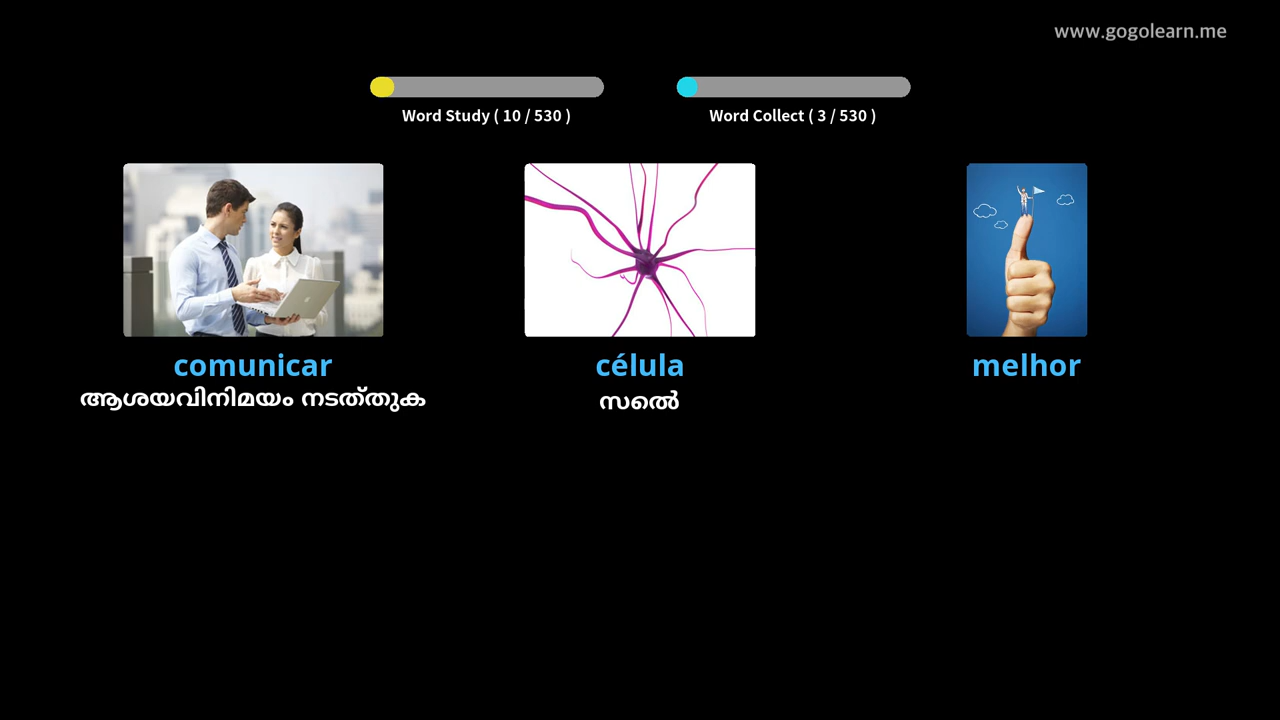 www.gogolearn.me
Word Study ( 10 / 530 )
Word Collect ( 3 / 530 )
comunicar
ആശയവിനിമയം നടത്തുക
célula
സെൽ
melhor